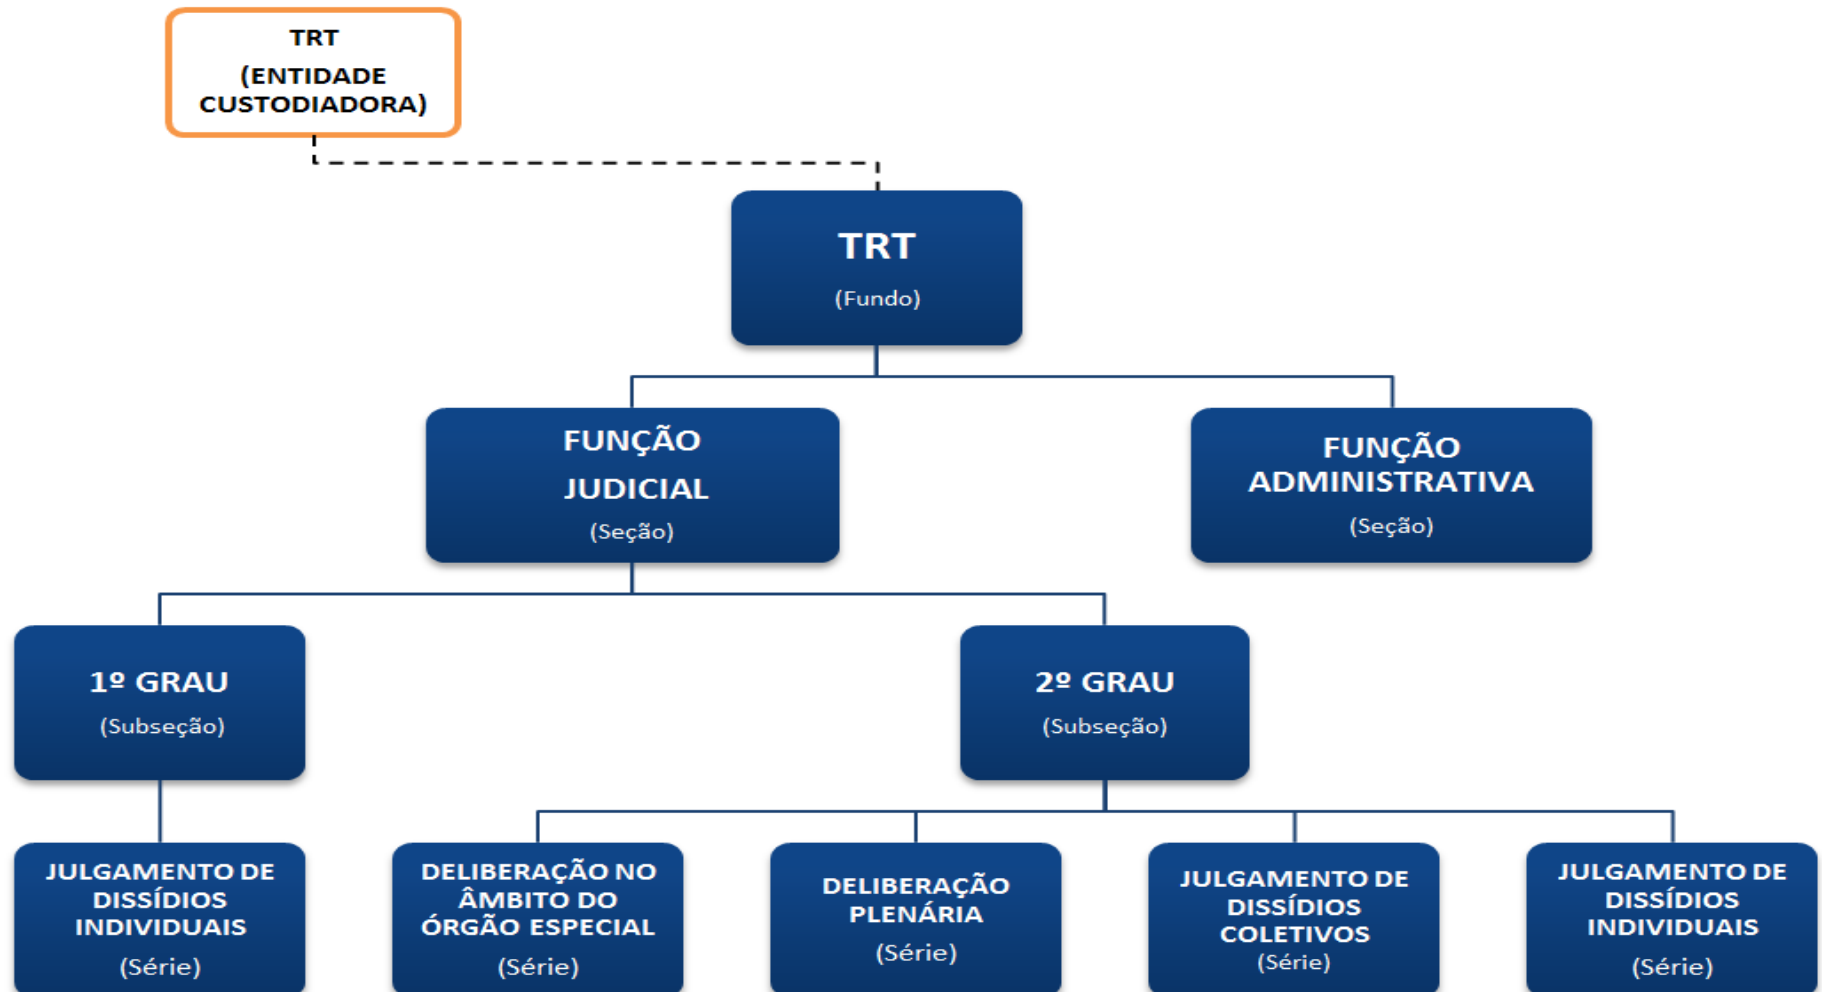 TRT
(ENTIDADE
CUSTODIADORA)
TRT
(Fundo)
FUNÇÃO
JUDICIAL
(Seção)
FUNÇÃO
ADMINISTRATIVA
(Seção)
1º GRAU
(Subseção)
2º GRAU
(Subseção)
JULGAMENTO DE
DISSÍDIOS
INDIVIDUAIS
(Série)
DELIBERAÇÃO NO
ÂMBITO DO
ÓRGÃO ESPECIAL
(Série)
DELIBERAÇÃO
PLENÁRIA
(Série)
JULGAMENTO DE
DISSÍDIOS
COLETIVOS
(Série)
JULGAMENTO DE
DISSÍDIOS
INDIVIDUAIS
(Série)